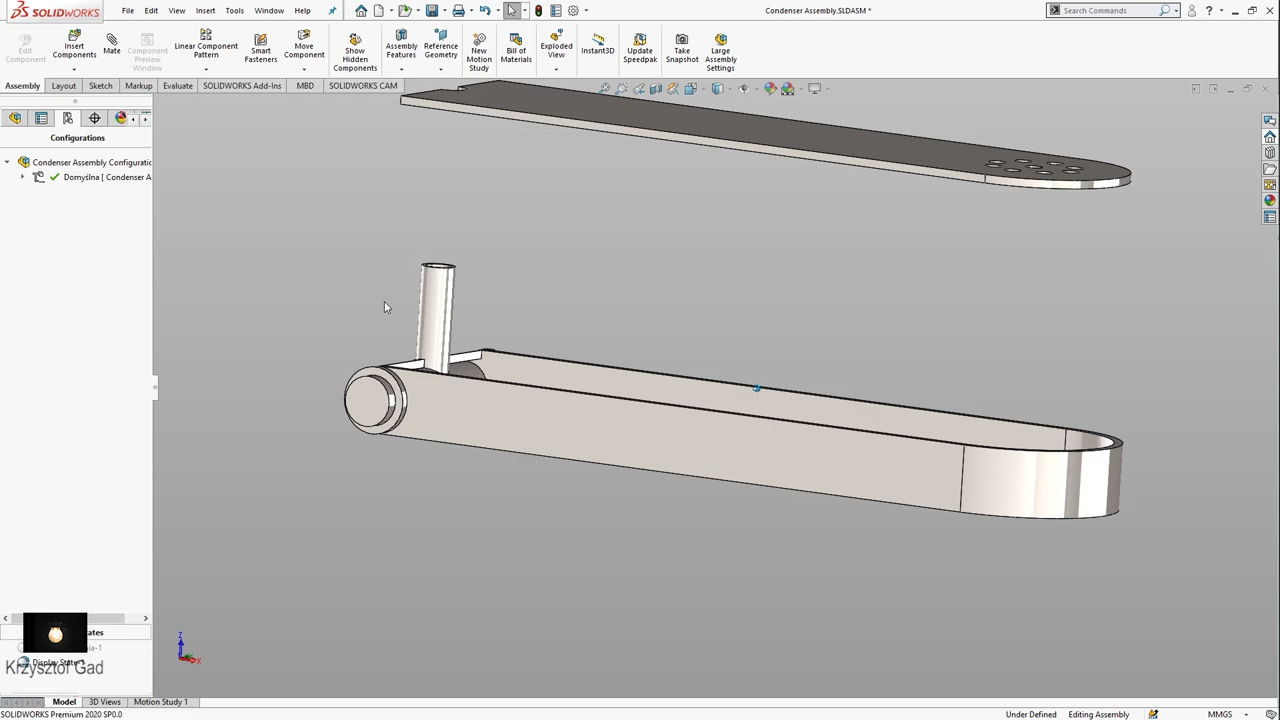 SOLIDWORKS
File Edit View Insert Tools Window Help
Condenser Assembly.SLDASM *
Search Commands
Edit Component
Insert Components
Mate
Component Preview Window
Linear Component Pattern
Smart Fasteners
Move Component
Show Hidden Components
Assembly Features
Reference Geometry
New Motion Study
Bill of Materials
Exploded View
Instant3D
Update Speedpak
Take Snapshot
Large Assembly Settings
Assembly Layout Sketch Markup Evaluate SOLIDWORKS Add-Ins MBD SOLIDWORKS CAM
Configurations
Condenser Assembly Configuratio
Domyślna [ Condenser A
ates
Display State-1
Krzysztof Gad
Z
X
Model 3D Views Motion Study 1
SOLIDWORKS Premium 2020 SP0.0
Under Defined Editing Assembly MMGS